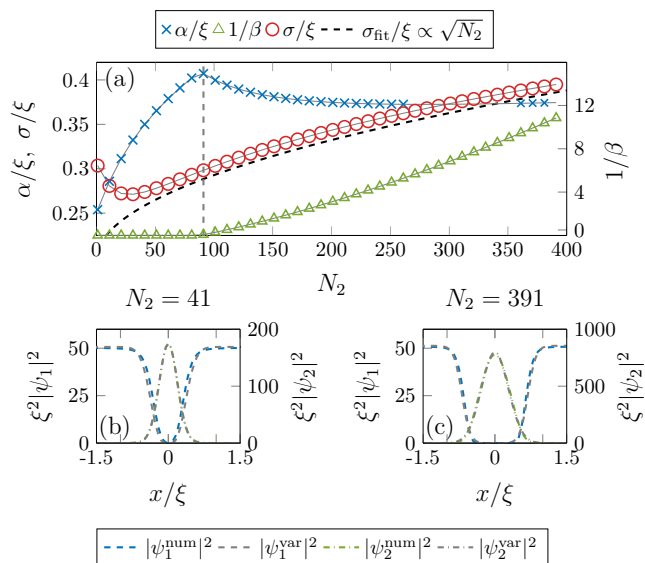 α/ξ 1/β σ/ξ σ_fit/ξ ∝ √N₂
(a)
0.4
0.35
0.3
0.25
α/ξ, σ/ξ
12
8
4
0
1/β
0 50 100 150 200 250 300 350 400
N₂
N₂ = 41
N₂ = 391
50
25
0
ξ²|ψ₁|²
(b)
200
100
0
ξ²|ψ₂|²
-1.5 0 1.5
x/ξ
50
25
0
ξ²|ψ₁|²
(c)
1000
500
0
ξ²|ψ₂|²
-1.5 0 1.5
x/ξ
|ψ₁^num|² |ψ₁^var|² |ψ₂^num|² |ψ₂^var|²